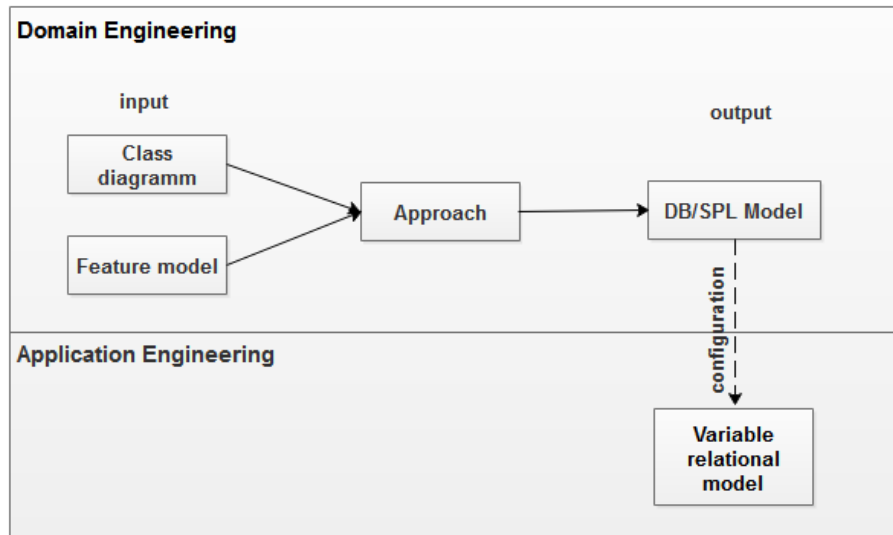 Domain Engineering
input
output
Class
diagramm
Approach
DB/SPL Model
Feature model
configuration
Application Engineering
Variable
relational
model